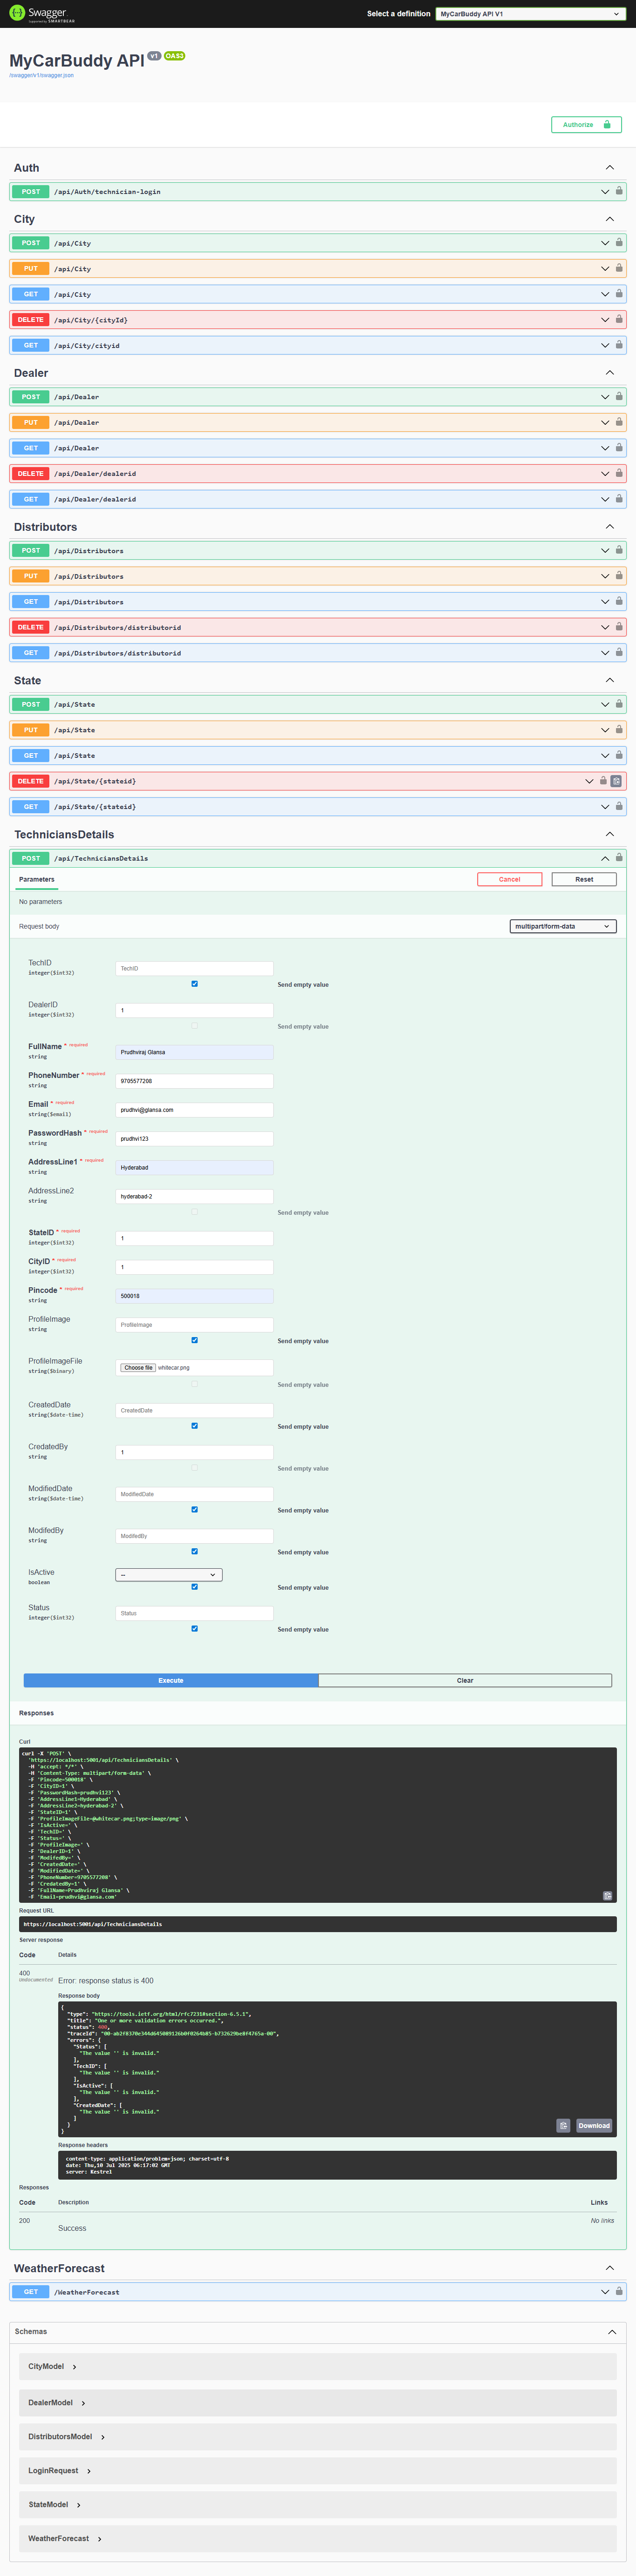 Swagger
Supported by SMARTBEAR
Select a definition
MyCarBuddy API V1
MyCarBuddy API v1 OAS3
/swagger/v1/swagger.json
Authorize
Auth
POST /api/Auth/technician-login
City
POST /api/City
PUT /api/City
GET /api/City
DELETE /api/City/{cityId}
GET /api/City/cityid
Dealer
POST /api/Dealer
PUT /api/Dealer
GET /api/Dealer
DELETE /api/Dealer/dealerid
GET /api/Dealer/dealerid
Distributors
POST /api/Distributors
PUT /api/Distributors
GET /api/Distributors
DELETE /api/Distributors/distributorid
GET /api/Distributors/distributorid
State
POST /api/State
PUT /api/State
GET /api/State
DELETE /api/State/{stateid}
GET /api/State/{stateid}
TechniciansDetails
POST /api/TechniciansDetails
Parameters
Cancel
Reset
No parameters
Request body
multipart/form-data
TechID
integer($int32)
TechID
Send empty value
DealerID
integer($int32)
1
Send empty value
FullName * required
string
Prudhviraj Glansa
PhoneNumber * required
string
9705577208
Email * required
string($email)
prudhvi@glansa.com
PasswordHash * required
string
prudhvi123
AddressLine1 * required
string
Hyderabad
AddressLine2
string
hyderabad-2
Send empty value
StateID * required
integer($int32)
1
CityID * required
integer($int32)
1
Pincode * required
string
500018
ProfileImage
string
ProfileImage
Send empty value
ProfileImageFile
string($binary)
Choose file whitecar.png
Send empty value
CreatedDate
string($date-time)
CreatedDate
Send empty value
CredatedBy
string
1
Send empty value
ModifiedDate
string($date-time)
ModifiedDate
Send empty value
ModifedBy
string
ModifedBy
Send empty value
IsActive
boolean
--
Send empty value
Status
integer($int32)
Status
Send empty value
Execute
Clear
Responses
Curl
curl -X 'POST' \
'https://localhost:5001/api/TechniciansDetails' \
-H 'accept: */*' \
-H 'Content-Type: multipart/form-data' \
-F 'Pincode=500018' \
-F 'CityID=1' \
-F 'PasswordHash=prudhvi123' \
-F 'AddressLine1=Hyderabad' \
-F 'AddressLine2=hyderabad-2' \
-F 'StateID=1' \
-F 'ProfileImageFile=@whitecar.png;type=image/png' \
-F 'IsActive=' \
-F 'TechID=' \
-F 'Status=' \
-F 'ProfileImage=' \
-F 'DealerID=1' \
-F 'ModifedBy=' \
-F 'CreatedDate=' \
-F 'ModifiedDate=' \
-F 'PhoneNumber=9705577208' \
-F 'CredatedBy=1' \
-F 'FullName=Prudhviraj Glansa' \
-F 'Email=prudhvi@glansa.com'
Request URL
https://localhost:5001/api/TechniciansDetails
Server response
Code
Details
400
Undocumented
Error: response status is 400
Response body
{
"type": "https://tools.ietf.org/html/rfc7231#section-6.5.1",
"title": "One or more validation errors occurred.",
"status": 400,
"traceId": "00-ab2f8370e344d645089126b0f0264b85-b732629be8f4765a-00",
"errors": {
"Status": [
"The value '' is invalid."
],
"TechID": [
"The value '' is invalid."
],
"IsActive": [
"The value '' is invalid."
],
"CreatedDate": [
"The value '' is invalid."
]
}
}
Download
Response headers
content-type: application/problem+json; charset=utf-8
date: Thu,10 Jul 2025 06:17:02 GMT
server: Kestrel
Responses
Code
Description
Links
200
Success
No links
WeatherForecast
GET /WeatherForecast
Schemas
CityModel
DealerModel
DistributorsModel
LoginRequest
StateModel
WeatherForecast